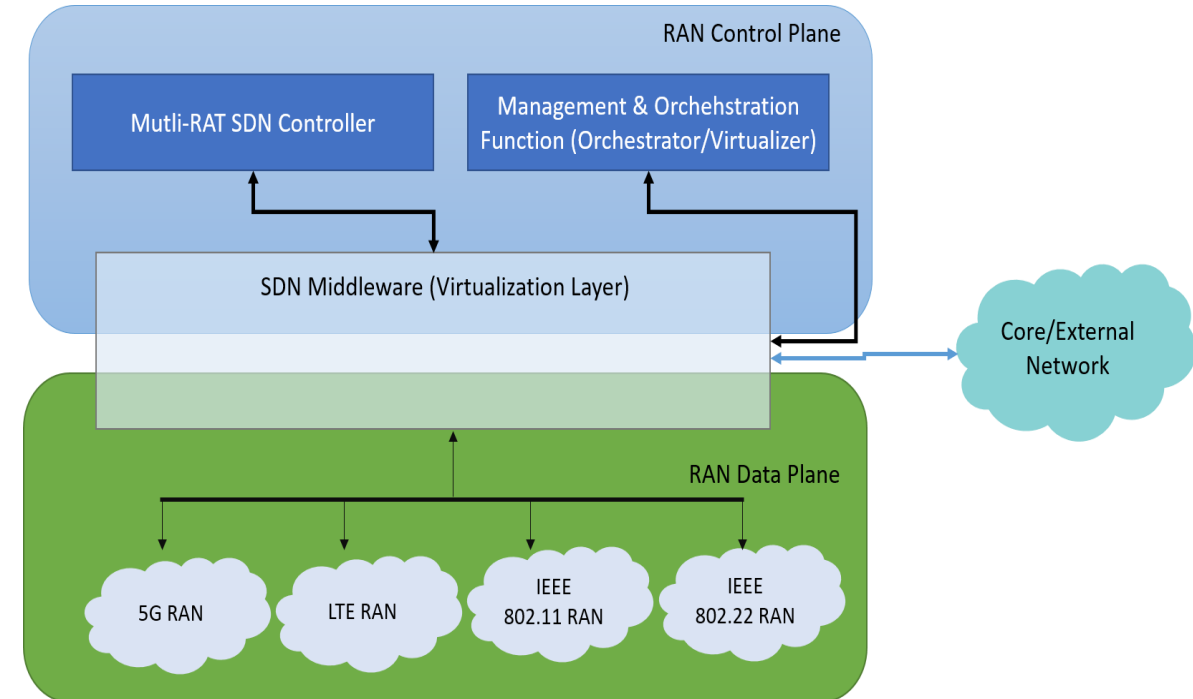 RAN Control Plane
Mutli-RAT SDN Controller
Management & Orchehstration
Function (Orchestrator/Virtualizer)
SDN Middleware (Virtualization Layer)
Core/External
Network
RAN Data Plane
5G RAN
LTE RAN
IEEE
802.11 RAN
IEEE
802.22 RAN